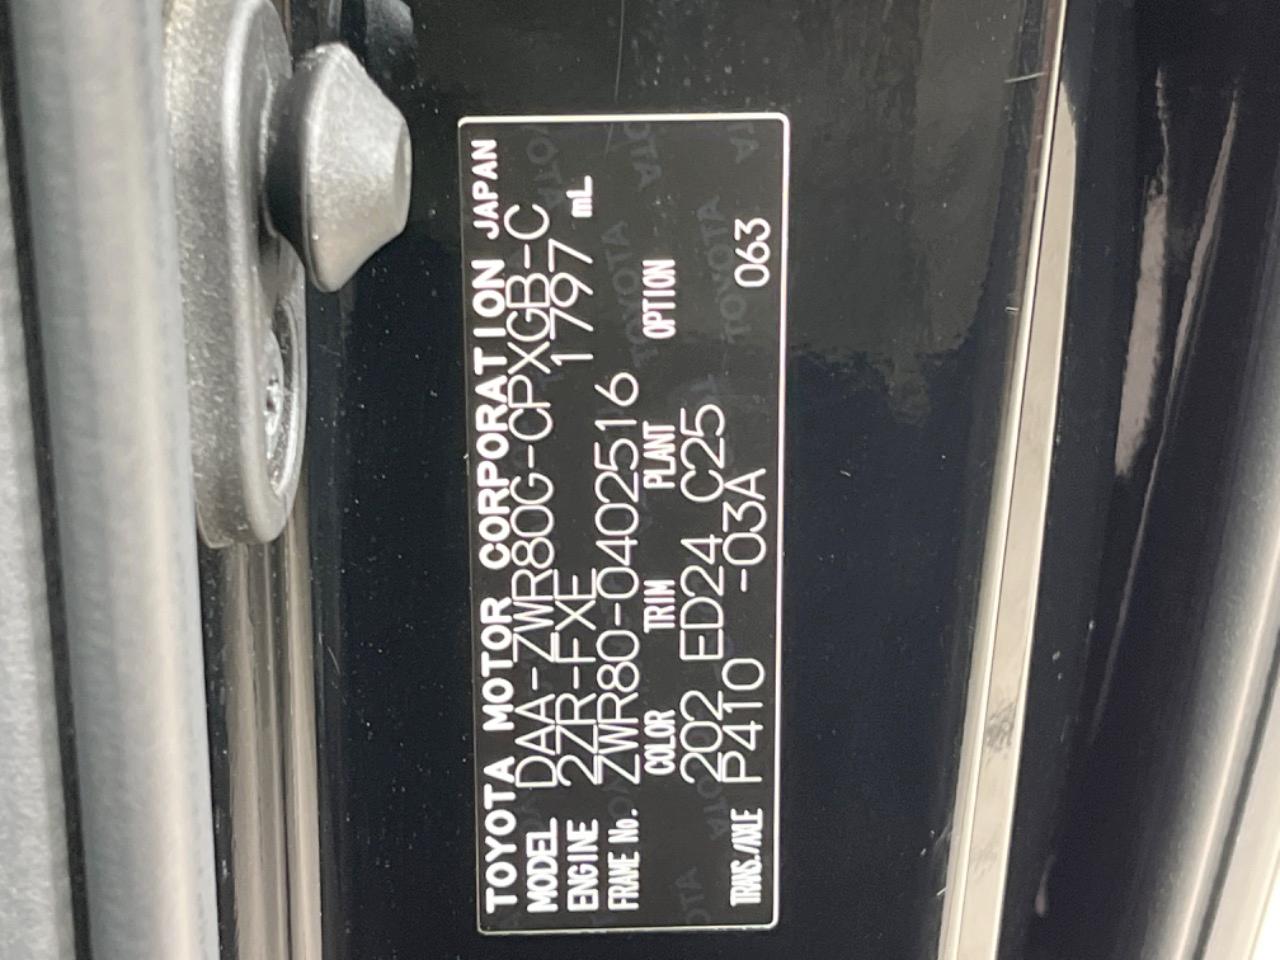 TOYOTA MOTOR CORPORATION JAPAN
MODEL DAA-ZWR80G-CPXGB-C
ENGINE 2ZR-FXE 1797 mL
FRAME No. ZWR80-0402516
COLOR TRIM PLANT OPTION
202 ED24 C25
TRANS./AXLE P410 -03A 063